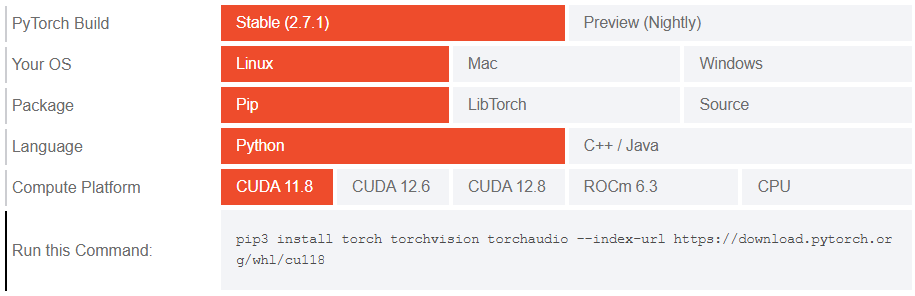 PyTorch Build Stable (2.7.1) Preview (Nightly)
Your OS Linux Mac Windows
Package Pip LibTorch Source
Language Python C++ / Java
Compute Platform CUDA 11.8 CUDA 12.6 CUDA 12.8 ROCm 6.3 CPU
Run this Command: pip3 install torch torchvision torchaudio --index-url https://download.pytorch.or
g/whl/cu118